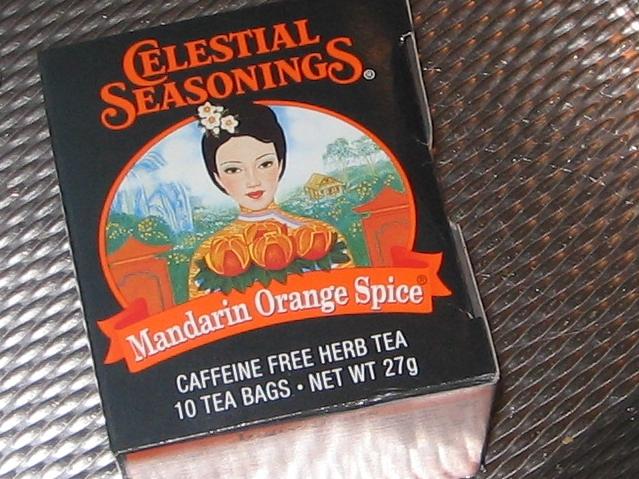 CELESTIAL
SEASONINGS®
Mandarin Orange Spice®
CAFFEINE FREE HERB TEA
10 TEA BAGS • NET WT 27g